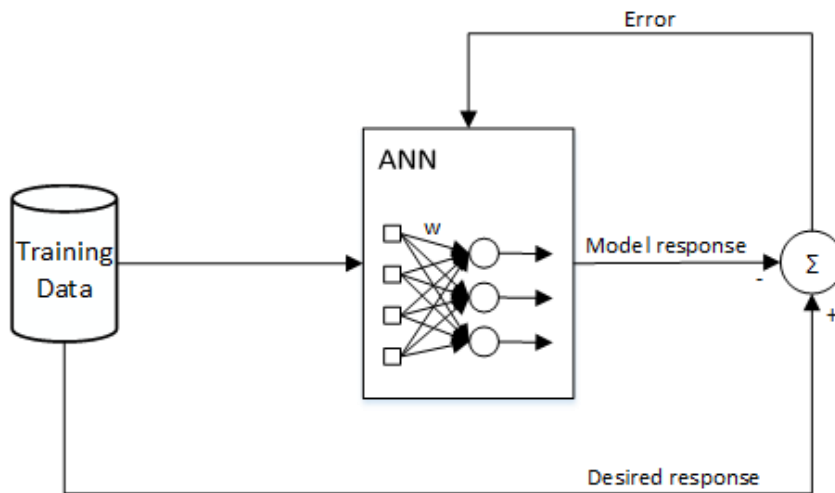 Error
ANN
w
Training
Data
Model response
Σ
-
+
Desired response